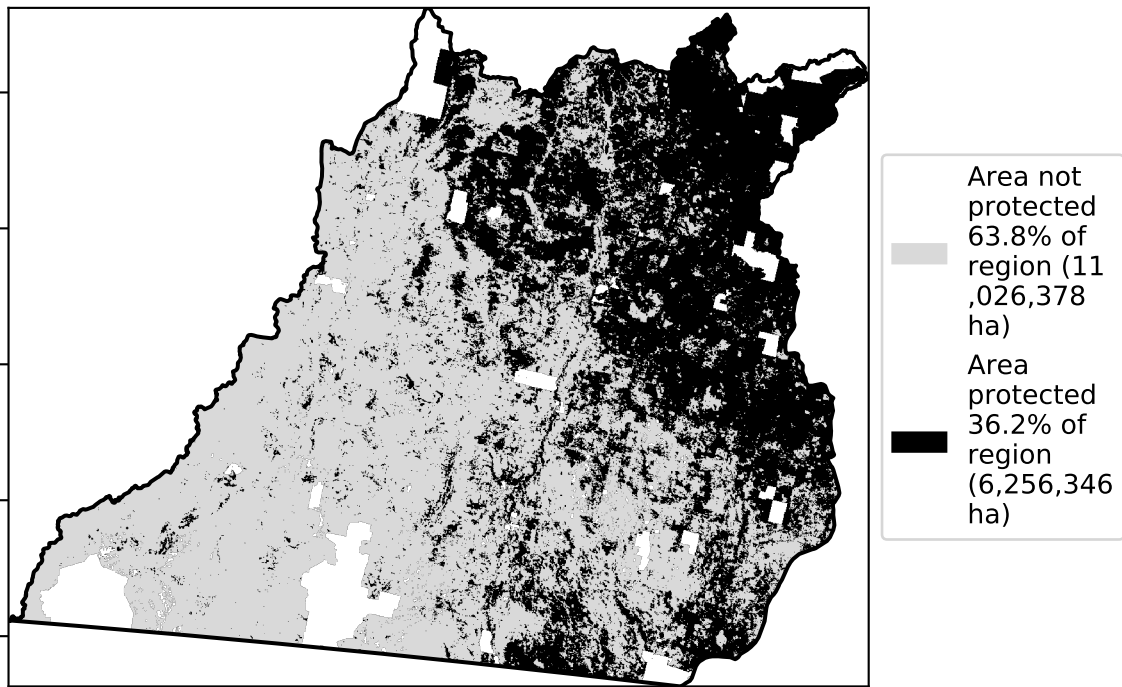 Area not
protected
63.8% of
region (11
,026,378
ha)
Area
protected
36.2% of
region
(6,256,346
ha)